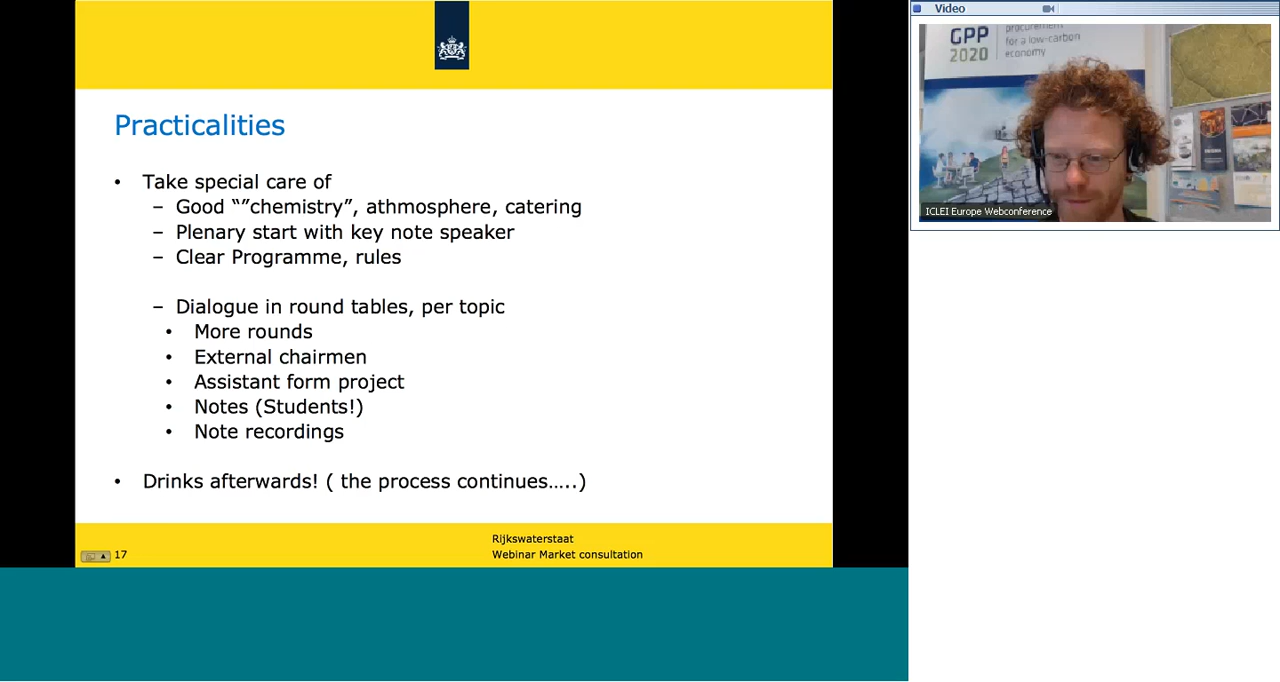 Practicalities
• Take special care of
– Good “”chemistry”, athmosphere, catering
– Plenary start with key note speaker
– Clear Programme, rules
– Dialogue in round tables, per topic
• More rounds
• External chairmen
• Assistant form project
• Notes (Students!)
• Note recordings
• Drinks afterwards! ( the process continues…..)
17
Rijkswaterstaat
Webinar Market consultation
Video
GPP
2020
procurement
for a low-carbon
economy
ICLEI Europe Webconference